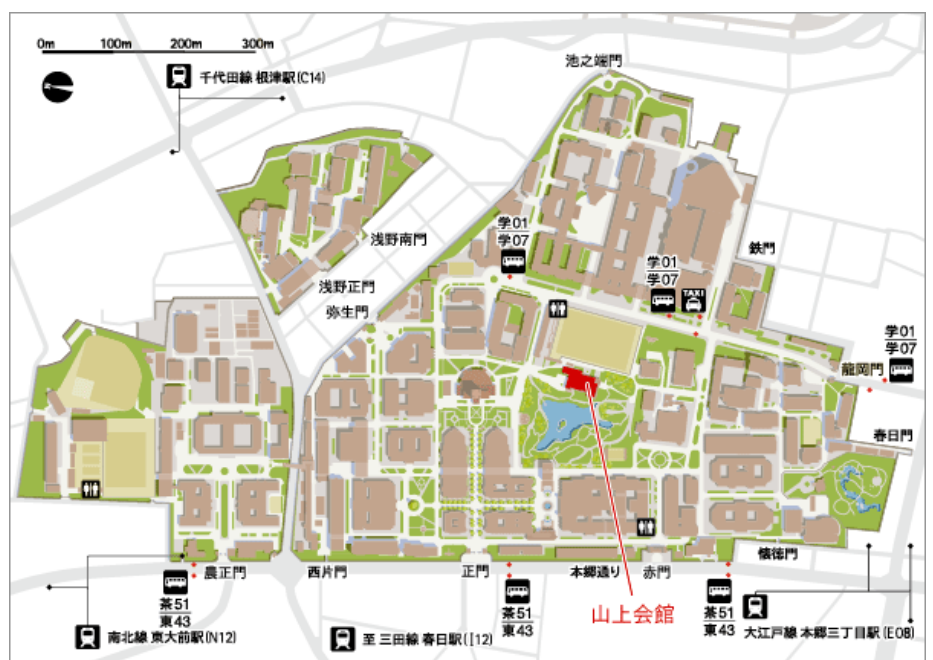 0m 100m 200m 300m
千代田線 根津駅(C14)
池之端門
学01
学07
浅野南門
鉄門
学01
学07
TAXI
浅野正門
弥生門
学01
学07
龍岡門
春日門
懐徳門
農正門
西片門
正門
本郷通り
赤門
茶51
東43
茶51
東43
茶51
東43
山上会館
南北線 東大前駅(N12)
至 三田線 春日駅(I12)
大江戸線 本郷三丁目駅(E08)